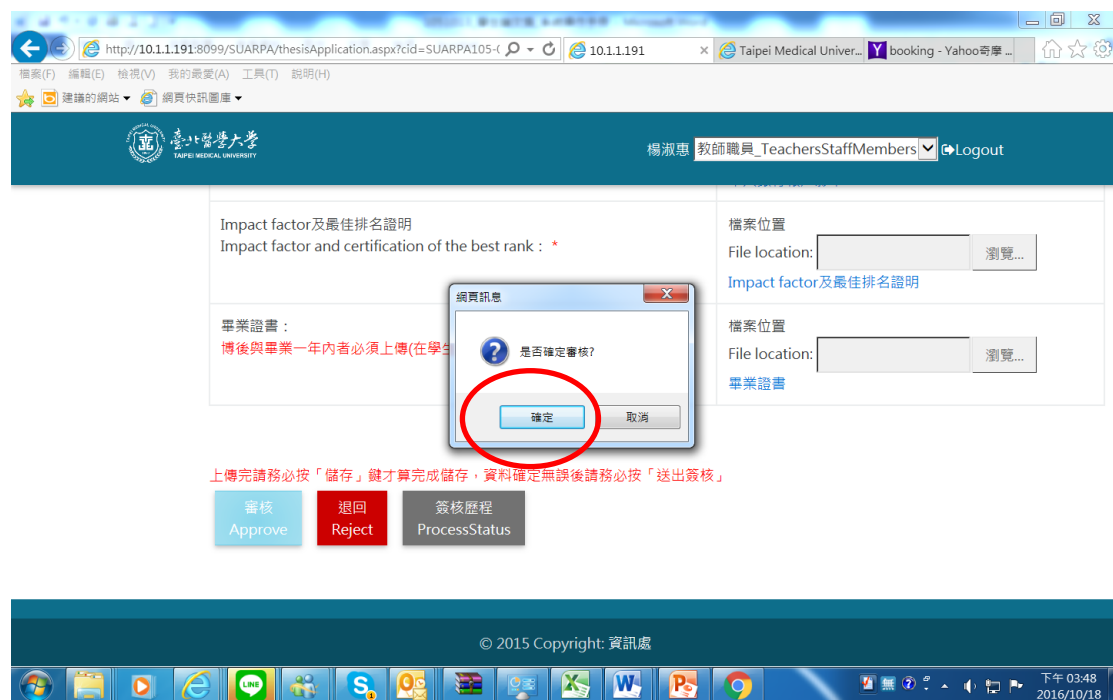 http://10.1.1.191:8099/SUARPA/thesisApplication.aspx?cid=SUARPA105-(
10.1.1.191
Taipei Medical Univer...
booking - Yahoo奇摩 ...
檔案(F) 編輯(E) 檢視(V) 我的最愛(A) 工具(T) 說明(H)
建議的網站 網頁快訊圖庫
臺北醫學大學
TAIPEI MEDICAL UNIVERSITY
楊淑惠 教師職員_TeachersStaffMembers Logout
Impact factor及最佳排名證明
Impact factor and certification of the best rank： *
檔案位置
File location: 瀏覽...
Impact factor及最佳排名證明
畢業證書：
博後與畢業一年內者必須上傳(在學生
檔案位置
File location: 瀏覽...
畢業證書
網頁訊息
是否確定審核?
確定 取消
上傳完請務必按「儲存」鍵才算完成儲存，資料確定無誤後請務必按「送出簽核」
審核
Approve
退回
Reject
簽核歷程
ProcessStatus
© 2015 Copyright: 資訊處
LINE
下午 03:48
2016/10/18